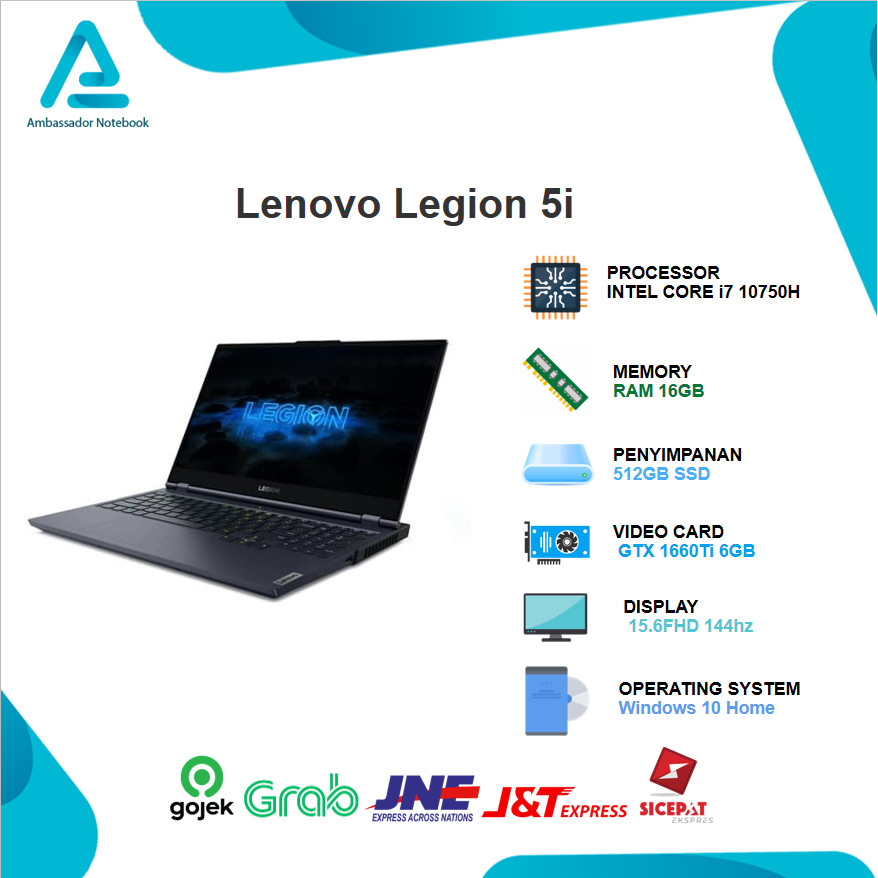 Ambassador Notebook
Lenovo Legion 5i
PROCESSOR
INTEL CORE i7 10750H
MEMORY
RAM 16GB
LEGION
LEGION
PENYIMPANAN
512GB SSD
VIDEO CARD
GTX 1660Ti 6GB
DISPLAY
15.6FHD 144hz
OPERATING SYSTEM
Windows 10 Home
gojek
Grab
JNE
EXPRESS ACROSS NATIONS
J&T EXPRESS
SICEPAT
EKSPRES